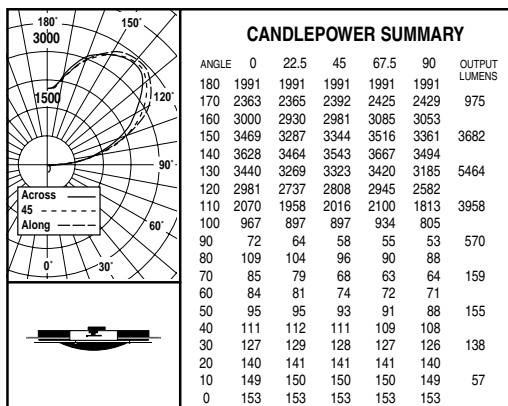 180°
150°
3000
1500
120°
90°
Across
45
Along
60°
0°
30°
CANDLEPOWER SUMMARY
ANGLE 0 22.5 45 67.5 90 OUTPUT
LUMENS
180 1991 1991 1991 1991 1991
170 2363 2365 2392 2425 2429 975
160 3000 2930 2981 3085 3053
150 3469 3287 3344 3516 3361 3682
140 3628 3464 3543 3667 3494
130 3440 3269 3323 3420 3185 5464
120 2981 2737 2808 2945 2582
110 2070 1958 2016 2100 1813 3958
100 967 897 897 934 805
90 72 64 58 55 53 570
80 109 104 96 90 88
70 85 79 68 63 64 159
60 84 81 74 72 71
50 95 95 93 91 88 155
40 111 112 111 109 108
30 127 129 128 127 126 138
20 140 141 141 141 140
10 149 150 150 150 149 57
0 153 153 153 153 153